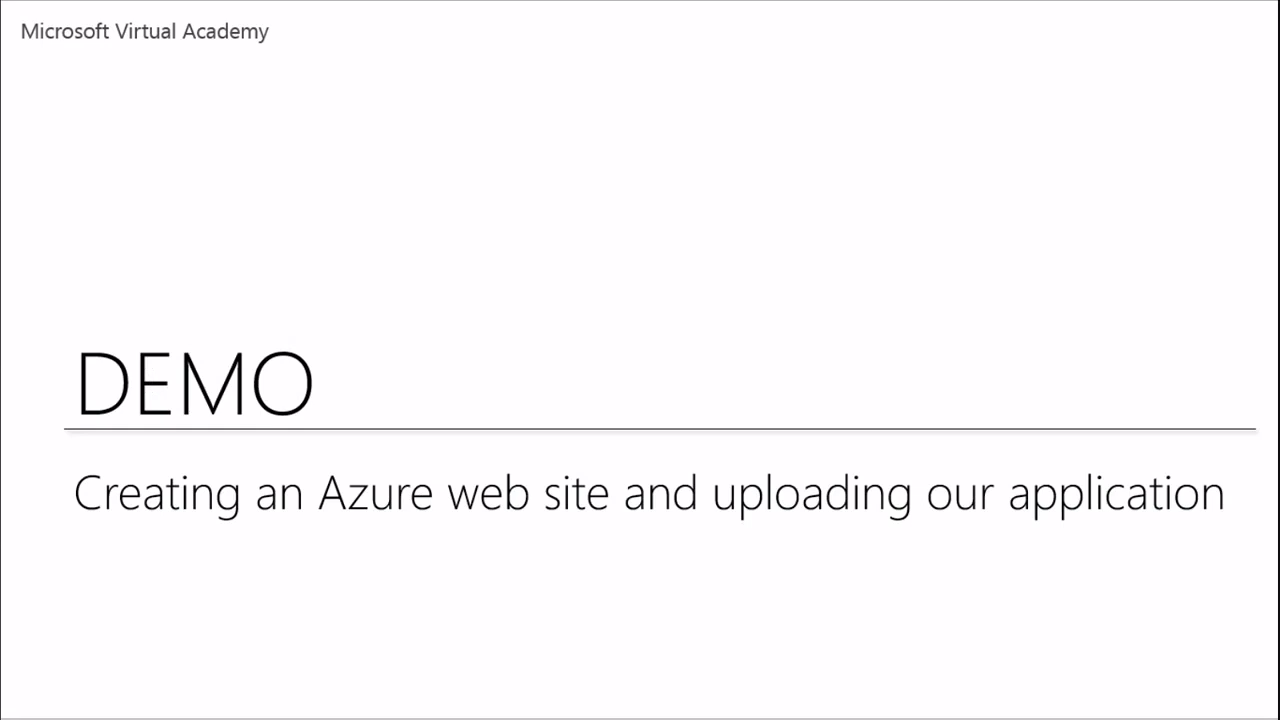 Microsoft Virtual Academy
DEMO
Creating an Azure web site and uploading our application